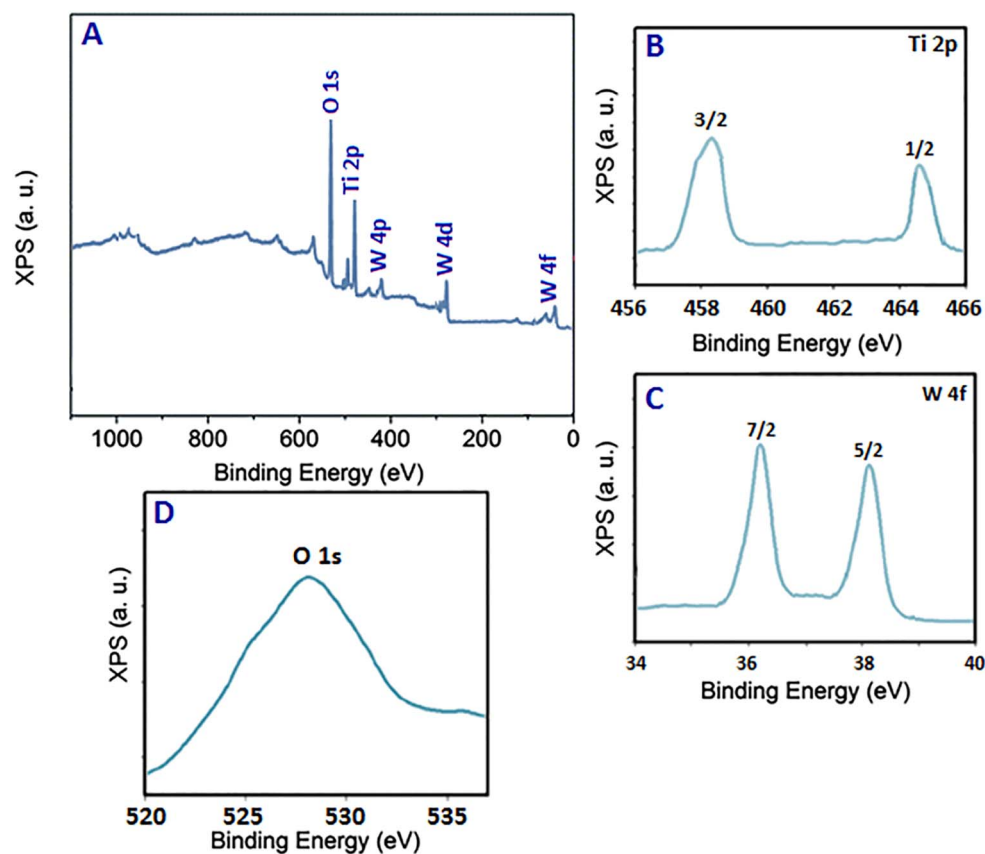 A
O 1s
Ti 2p
W 4p
W 4d
W 4f
XPS (a. u.)
1000 800 600 400 200 0
Binding Energy (eV)
B
Ti 2p
3/2
1/2
XPS (a. u.)
456 458 460 462 464 466
Binding Energy (eV)
C
W 4f
7/2
5/2
XPS (a. u.)
34 36 38 40
Binding Energy (eV)
D
O 1s
XPS (a. u.)
520 525 530 535
Binding Energy (eV)